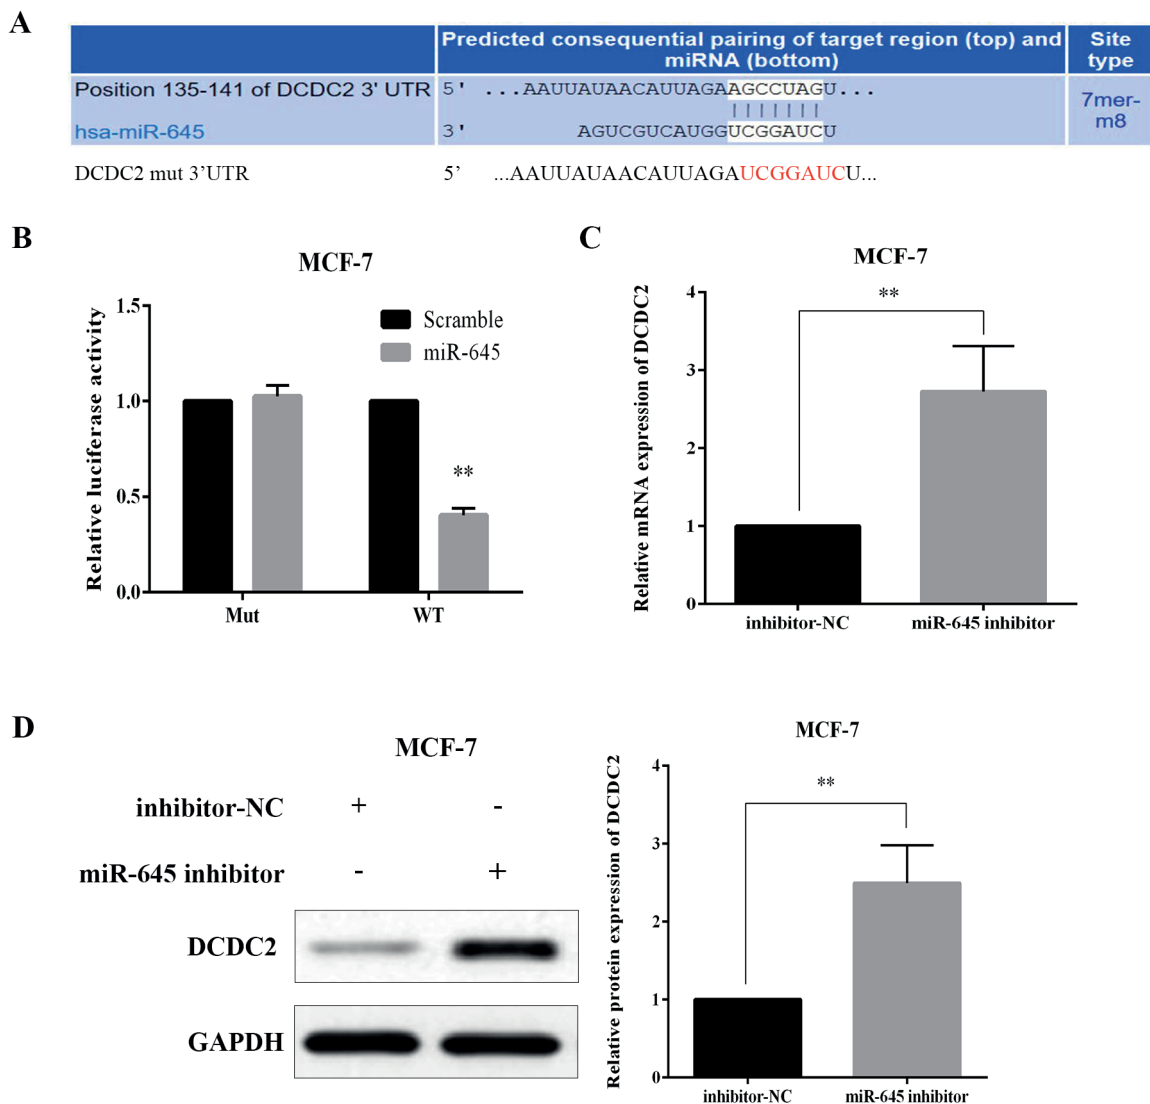 A
Predicted consequential pairing of target region (top) and miRNA (bottom)
Site type
Position 135-141 of DCDC2 3' UTR
5' ...AAUUAUAACAUUAGAAGCCUAGU...
hsa-miR-645
3' AGUCGUCAUGGUCGGAUCU
7mer-m8
DCDC2 mut 3’UTR
5’ ...AAUUAUAACAUUAGAUCGGAUCU...
B
MCF-7
Relative luciferase activity
1.5
1.0
0.5
0.0
Scramble
miR-645
**
Mut
WT
C
MCF-7
Relative mRNA expression of DCDC2
4
3
2
1
0
**
inhibitor-NC
miR-645 inhibitor
D
MCF-7
inhibitor-NC + -
miR-645 inhibitor - +
DCDC2
GAPDH
MCF-7
Relative protein expression of DCDC2
4
3
2
1
0
**
inhibitor-NC
miR-645 inhibitor